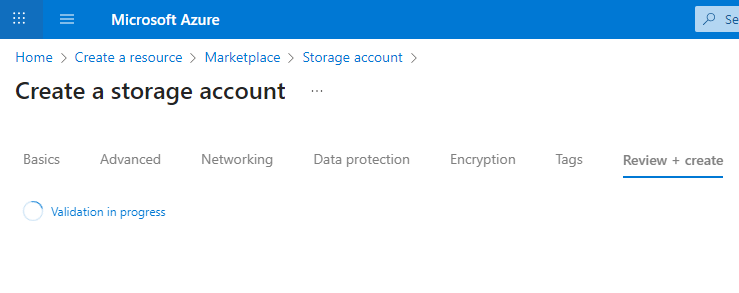 Microsoft Azure Se
Home > Create a resource > Marketplace > Storage account >
Create a storage account ...
Basics Advanced Networking Data protection Encryption Tags Review + create
Validation in progress